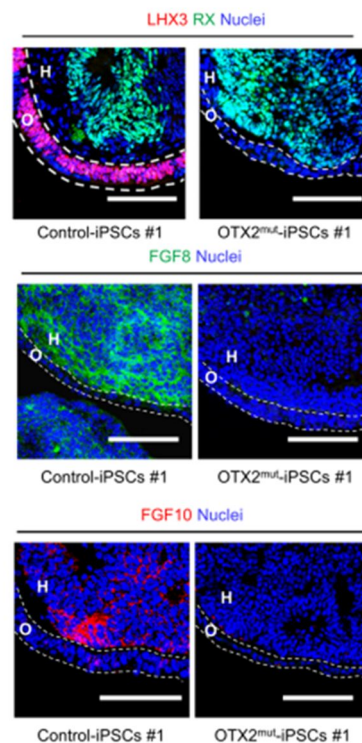 LHX3 RX Nuclei
H
O
H
O
Control-iPSCs #1
OTX2ᵐᵘᵗ-iPSCs #1
FGF8 Nuclei
H
O
H
O
Control-iPSCs #1
OTX2ᵐᵘᵗ-iPSCs #1
FGF10 Nuclei
H
O
H
O
Control-iPSCs #1
OTX2ᵐᵘᵗ-iPSCs #1